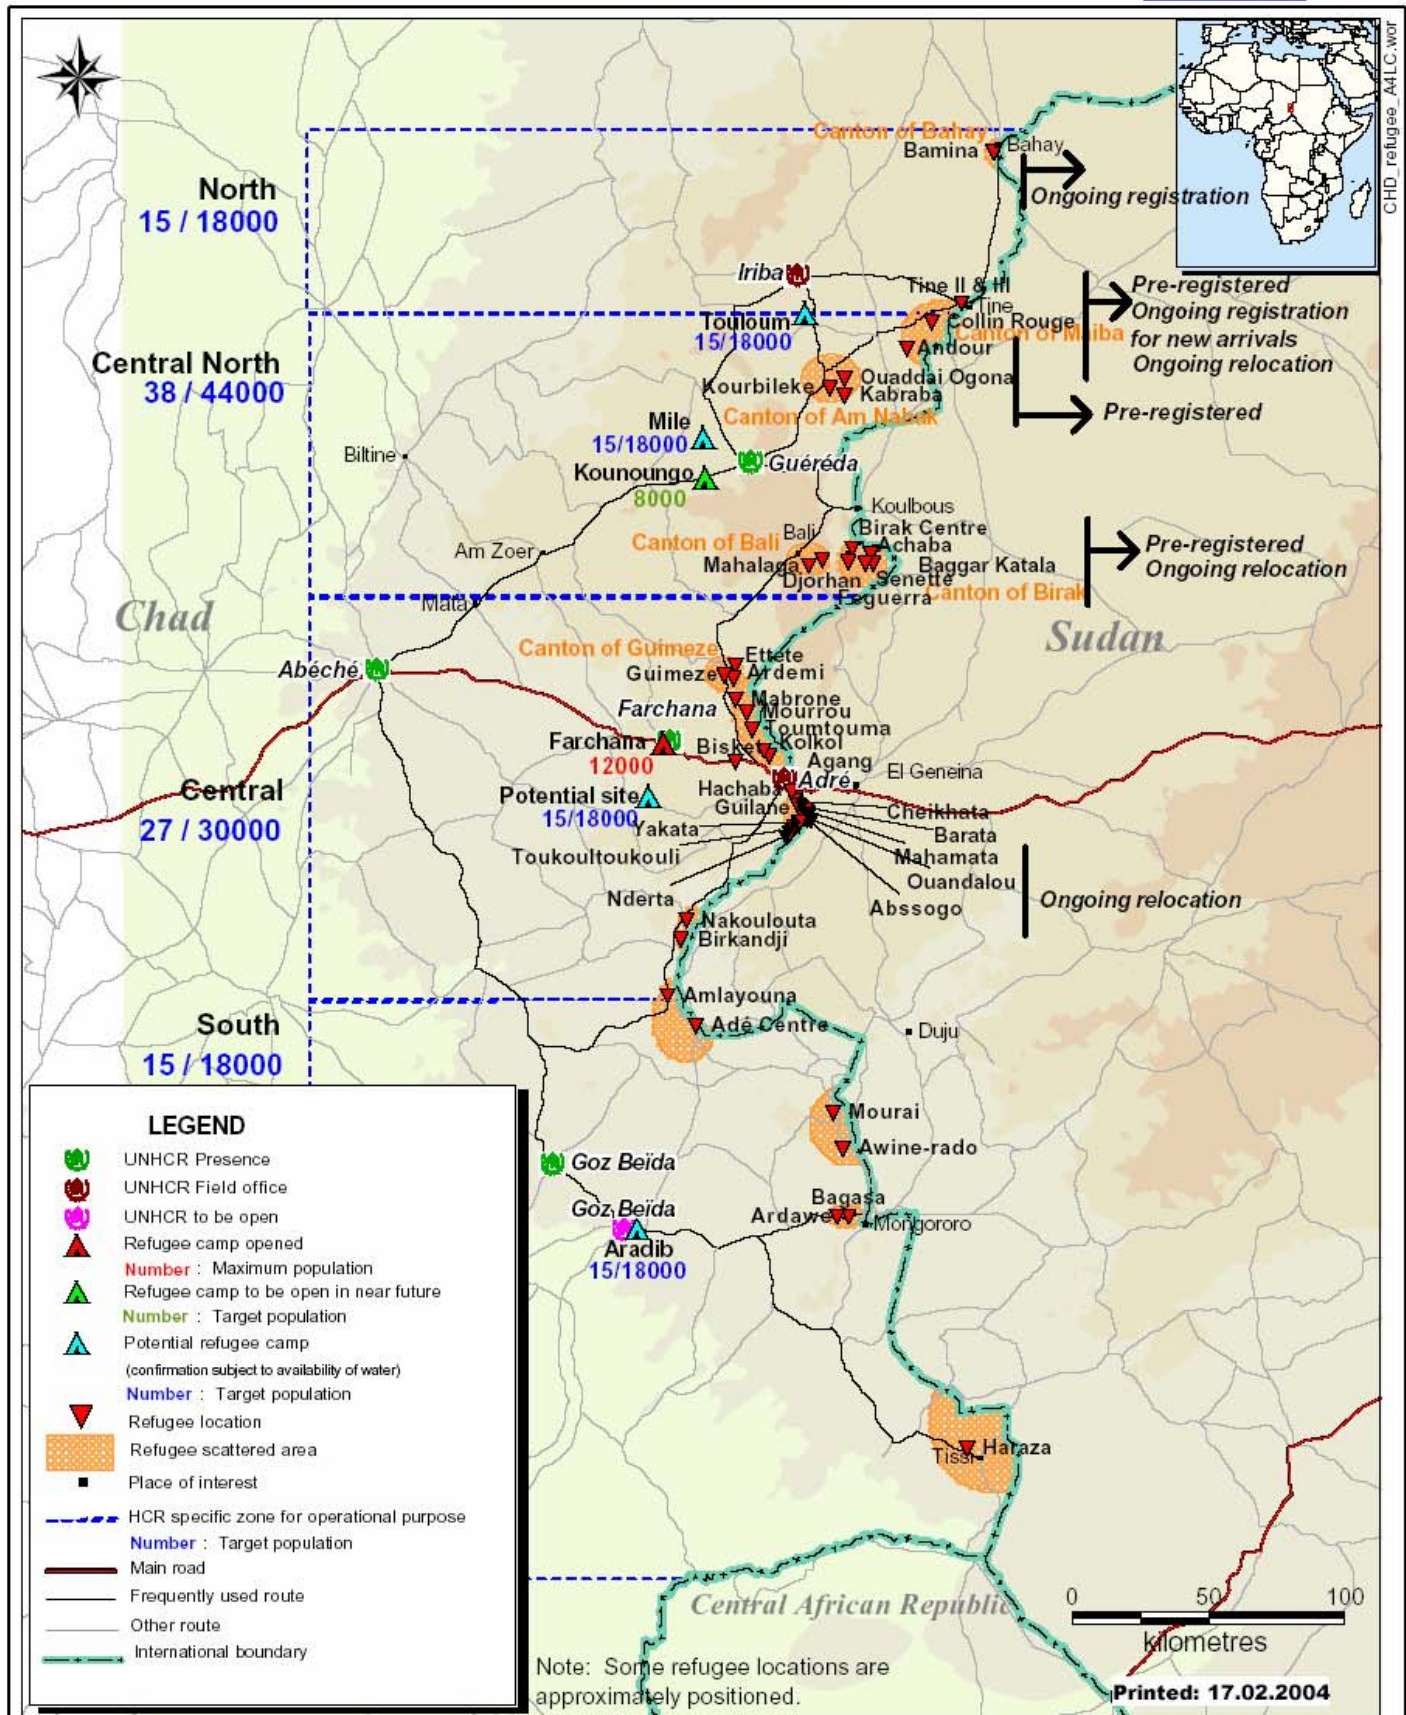 CHD_refugee_A4LC.wor
Canton of Bahay
Bamina
Bahay
North
15 / 18000
Ongoing registration
Iriba
Tine II & III
Tine
Touloum
15/18000
Collin Rouge
Canton of Maiba
Andour
Pre-registered
Ongoing registration
for new arrivals
Ongoing relocation
Central North
38 / 44000
Ouaddai Ogona
Kourbileke
Kabraba
Canton of Am Nabak
Pre-registered
Mile
15/18000
Biltine
Guéréda
Kounoungo
8000
Koulbous
Birak Centre
Bali
Achaba
Canton of Bali
Am Zoer
Mahalaga
Baggar Katala
Djorhan
Senette
Canton of Birak
Feguerra
Pre-registered
Ongoing relocation
Mata
Chad
Sudan
Canton of Guimeze
Ettete
Abéché
Guimeze
Ardemi
Mabrone
Farchana
Mourrou
Toumtouma
Farchana
12000
Bisket
Kolkol
Agang
Adré
El Geneina
Central
27 / 30000
Potential site
15/18000
Hachaba
Guilane
Cheikhata
Yakata
Barata
Toukoultoukouli
Mahamata
Ouandalou
Nderta
Abssogo
Ongoing relocation
Nakoulouta
Birkandji
Amlayouna
South
15 / 18000
Adé Centre
Duju
Mourai
Awine-rado
Goz Beïda
Goz Beïda
Bagasa
Ardawe
Mongororo
Aradib
15/18000
Haraza
Tissi
Central African Republic
LEGEND
UNHCR Presence
UNHCR Field office
UNHCR to be open
Refugee camp opened
Number : Maximum population
Refugee camp to be open in near future
Number : Target population
Potential refugee camp
(confirmation subject to availability of water)
Number : Target population
Refugee location
Refugee scattered area
Place of interest
HCR specific zone for operational purpose
Number : Target population
Main road
Frequently used route
Other route
International boundary
0 50 100
kilometres
Note: Some refugee locations are
approximately positioned.
Printed: 17.02.2004